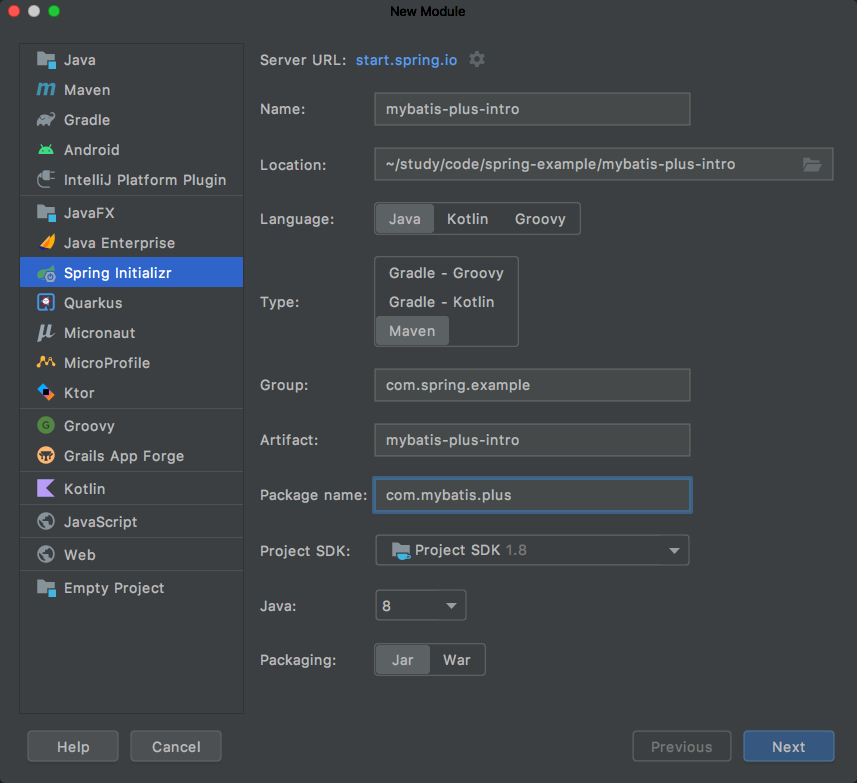 New Module
Java
Maven
Gradle
Android
IntelliJ Platform Plugin
JavaFX
Java Enterprise
Spring Initializr
Quarkus
Micronaut
MicroProfile
Ktor
Groovy
Grails App Forge
Kotlin
JavaScript
Web
Empty Project
Server URL: start.spring.io
Name: mybatis-plus-intro
Location: ~/study/code/spring-example/mybatis-plus-intro
Language: Java Kotlin Groovy
Type:
Gradle - Groovy
Gradle - Kotlin
Maven
Group: com.spring.example
Artifact: mybatis-plus-intro
Package name: com.mybatis.plus
Project SDK: Project SDK 1.8
Java: 8
Packaging: Jar War
Help Cancel Previous Next